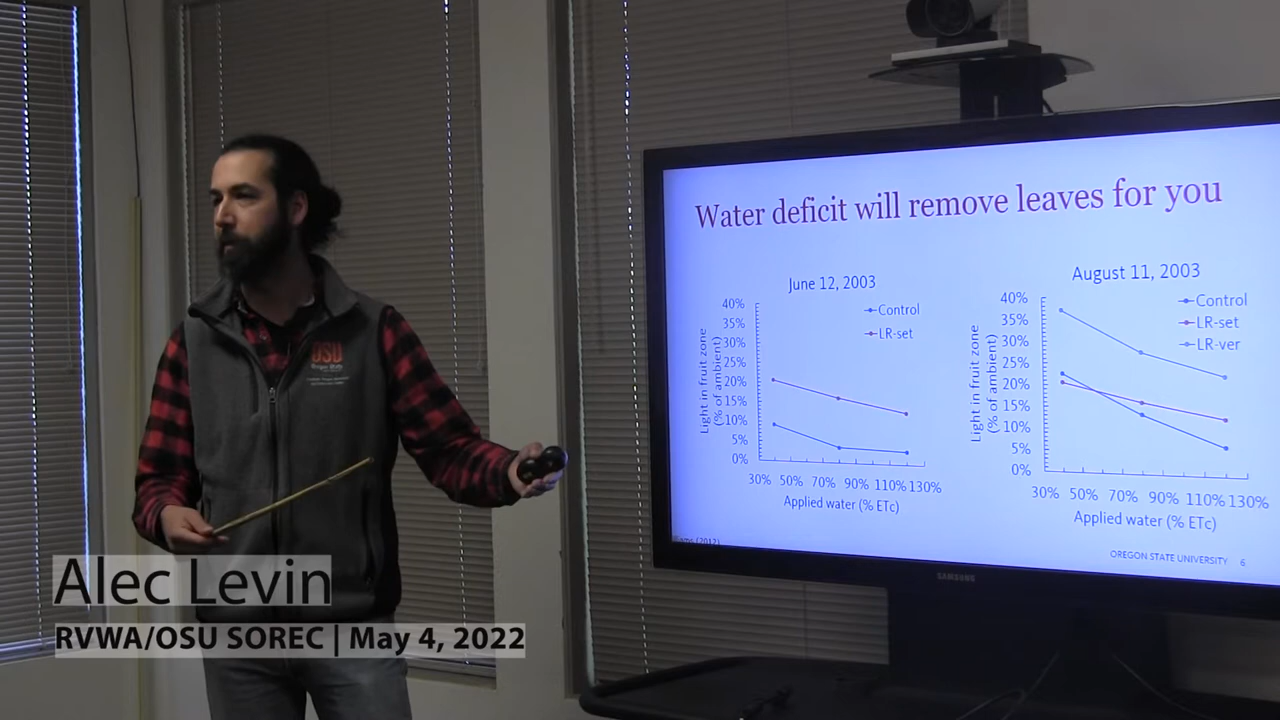 Water deficit will remove leaves for you
June 12, 2003
40%
35%
30%
25%
20%
15%
10%
5%
0%
Light in fruit zone
(% of ambient)
Control
LR-set
30% 50% 70% 90% 110% 130%
Applied water (% ETc)
August 11, 2003
40%
35%
30%
25%
20%
15%
10%
5%
0%
Light in fruit zone
(% of ambient)
Control
LR-set
LR-ver
30% 50% 70% 90% 110% 130%
Applied water (% ETc)
OREGON STATE UNIVERSITY 6
SAMSUNG
OSU
Oregon State
Alec Levin
RVWA/OSU SOREC | May 4, 2022